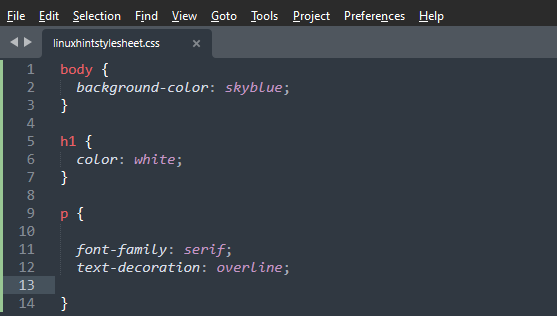 File Edit Selection Find View Goto Tools Project Preferences Help
linuxhintstylesheet.css ×
1 body {
2 background-color: skyblue;
3 }
4
5 h1 {
6 color: white;
7 }
8
9 p {
10
11 font-family: serif;
12 text-decoration: overline;
13
14 }